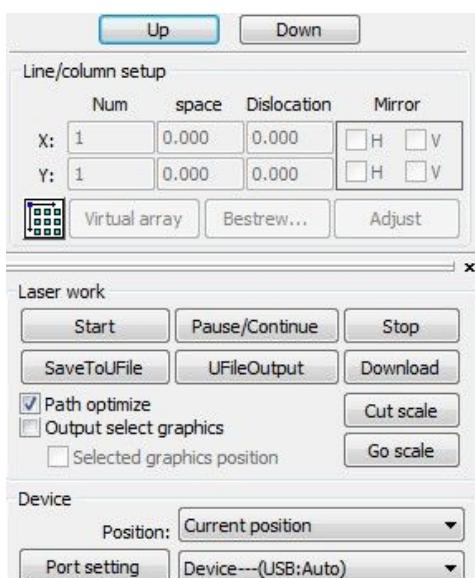 Up Down
Line/column setup
Num space Dislocation Mirror
X: 1 0.000 0.000 H V
Y: 1 0.000 0.000 H V
Virtual array Bestrew... Adjust
x
Laser work
Start Pause/Continue Stop
SaveToUFile UFileOutput Download
Path optimize Cut scale
Output select graphics
Selected graphics position Go scale
Device
Position: Current position
Port setting Device---(USB:Auto)